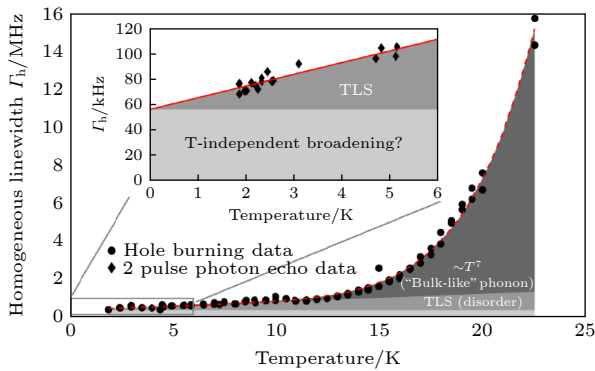 Homogeneous linewidth Γh/MHz
16
14
12
10
8
6
4
2
0
0
5
10
15
20
25
Temperature/K
Γh/kHz
120
100
80
60
40
20
0
0
1
2
3
4
5
6
Temperature/K
TLS
T-independent broadening?
Hole burning data
2 pulse photon echo data
~T⁷
(“Bulk-like” phonon)
TLS (disorder)